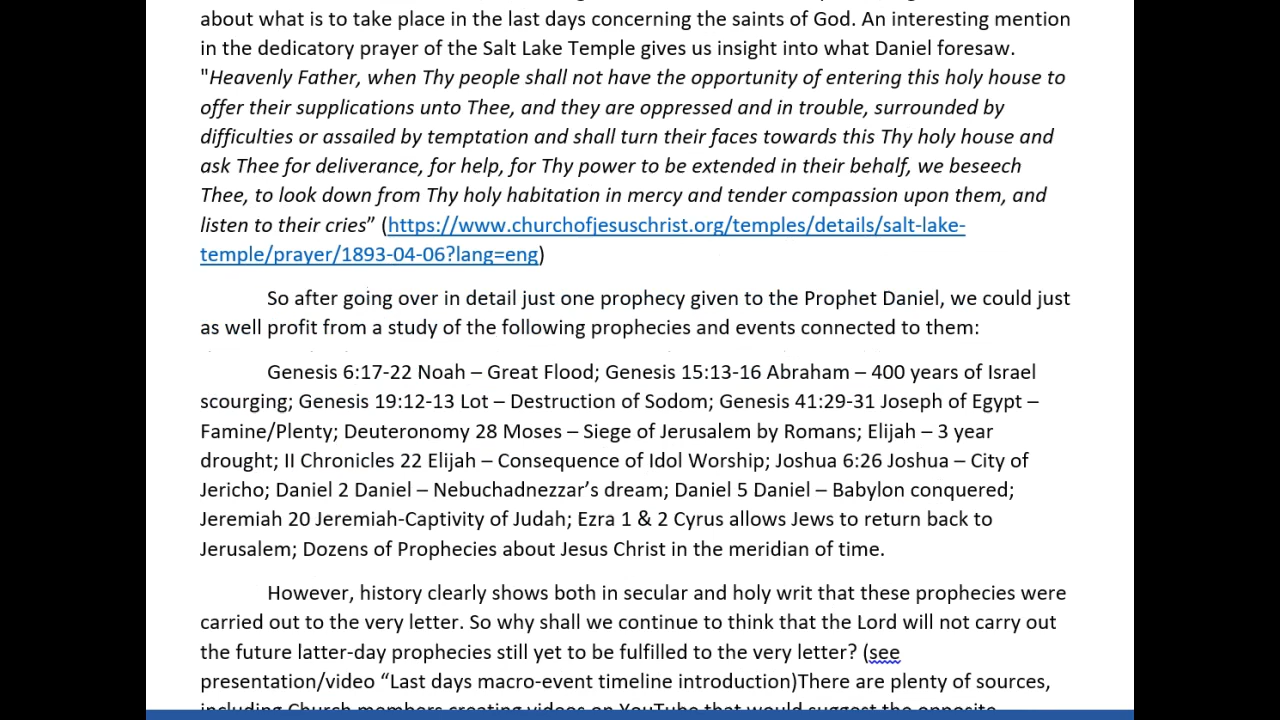 about what is to take place in the last days concerning the saints of God. An interesting mention
in the dedicatory prayer of the Salt Lake Temple gives us insight into what Daniel foresaw.
"Heavenly Father, when Thy people shall not have the opportunity of entering this holy house to
offer their supplications unto Thee, and they are oppressed and in trouble, surrounded by
difficulties or assailed by temptation and shall turn their faces towards this Thy holy house and
ask Thee for deliverance, for help, for Thy power to be extended in their behalf, we beseech
Thee, to look down from Thy holy habitation in mercy and tender compassion upon them, and
listen to their cries” (https://www.churchofjesuschrist.org/temples/details/salt-lake-
temple/prayer/1893-04-06?lang=eng)
So after going over in detail just one prophecy given to the Prophet Daniel, we could just
as well profit from a study of the following prophecies and events connected to them:
Genesis 6:17-22 Noah – Great Flood; Genesis 15:13-16 Abraham – 400 years of Israel
scourging; Genesis 19:12-13 Lot – Destruction of Sodom; Genesis 41:29-31 Joseph of Egypt –
Famine/Plenty; Deuteronomy 28 Moses – Siege of Jerusalem by Romans; Elijah – 3 year
drought; II Chronicles 22 Elijah – Consequence of Idol Worship; Joshua 6:26 Joshua – City of
Jericho; Daniel 2 Daniel – Nebuchadnezzar’s dream; Daniel 5 Daniel – Babylon conquered;
Jeremiah 20 Jeremiah-Captivity of Judah; Ezra 1 & 2 Cyrus allows Jews to return back to
Jerusalem; Dozens of Prophecies about Jesus Christ in the meridian of time.
However, history clearly shows both in secular and holy writ that these prophecies were
carried out to the very letter. So why shall we continue to think that the Lord will not carry out
the future latter-day prophecies still yet to be fulfilled to the very letter? (see
presentation/video “Last days macro-event timeline introduction)There are plenty of sources,
including Church members creating videos on YouTube that would suggest the opposite